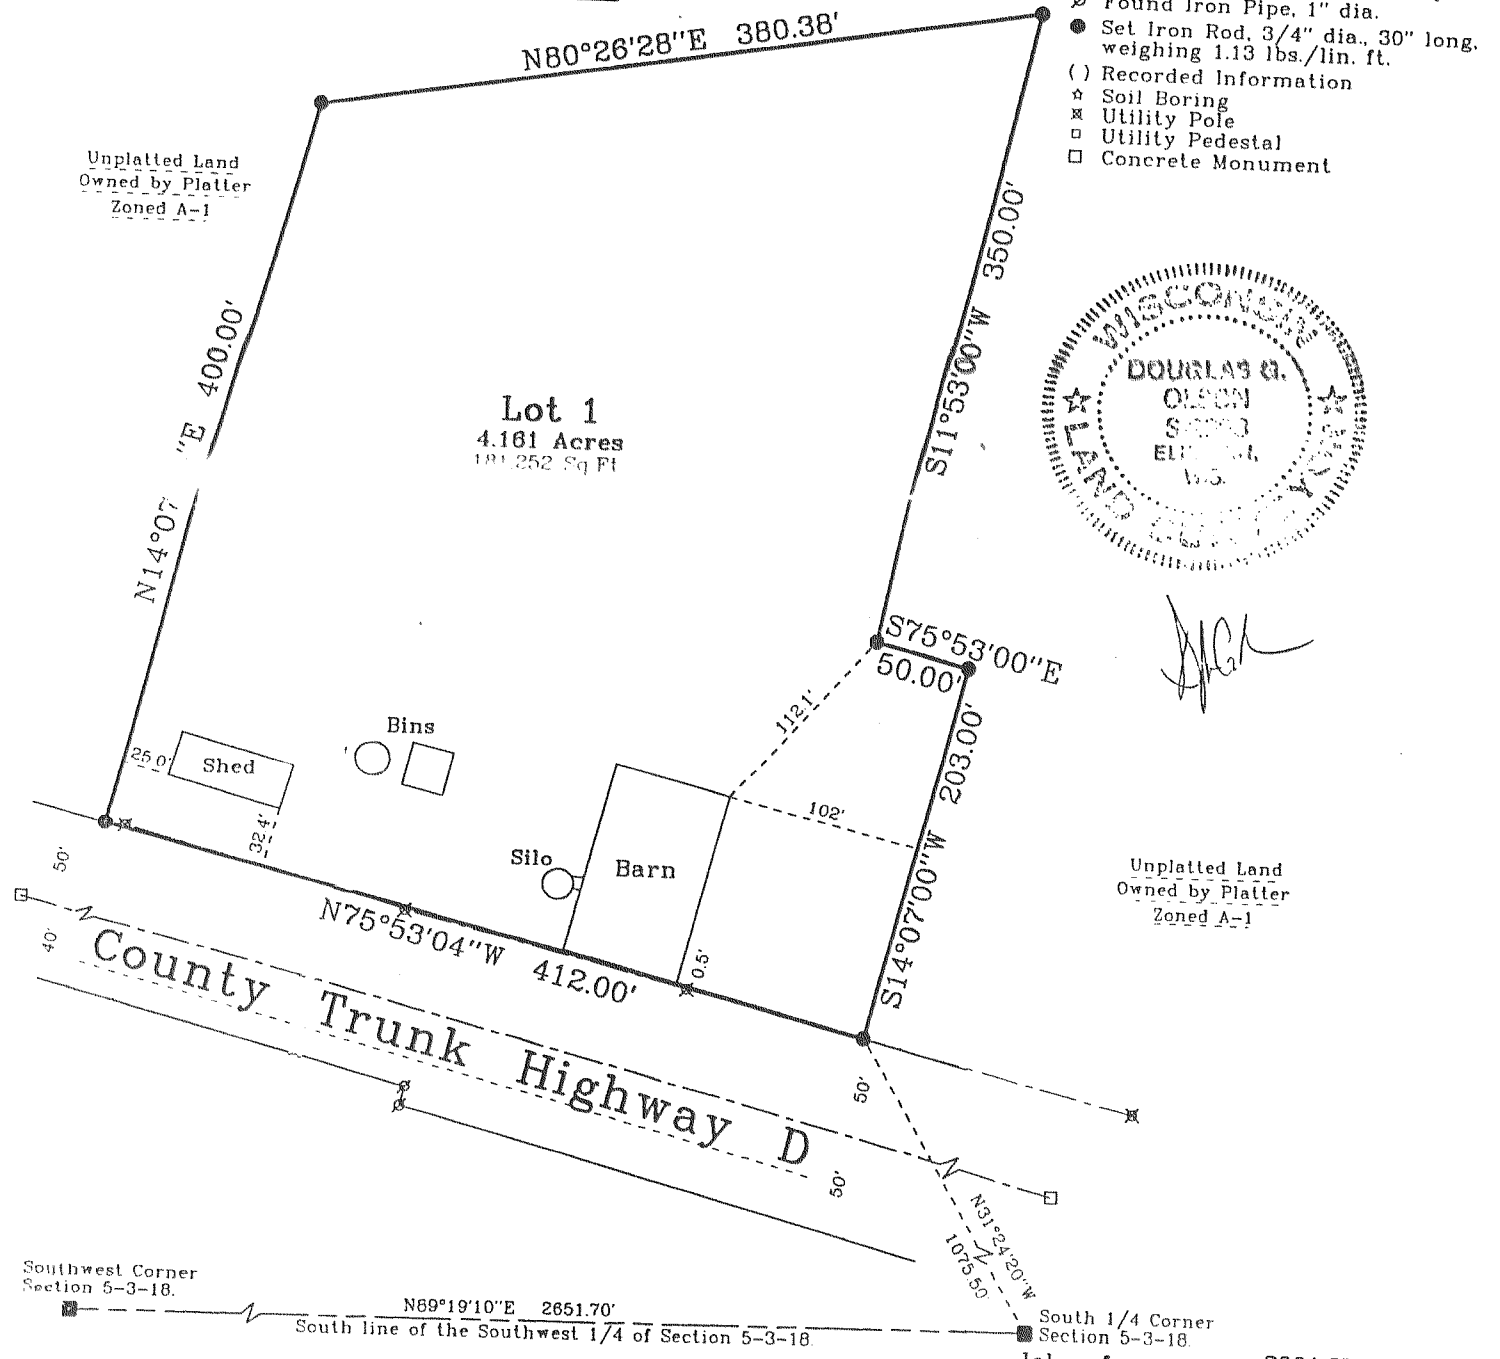 Found Iron Pipe, 1" dia.
Set Iron Rod, 3/4" dia., 30" long,
weighing 1.13 lbs./lin. ft.
( ) Recorded Information
Soil Boring
Utility Pole
Utility Pedestal
Concrete Monument
N80°26'28"E 380.38'
Unplatted Land
Owned by Platter
Zoned A-1
N14°07 "E 400.00'
S11°53'00"W 350.00'
Lot 1
4.161 Acres
181,252 Sq Ft
WISCONSIN
DOUGLAS G.
OLSON
LAND
S75°53'00"E
50.00'
112.1'
Bins
Shed
25.0'
32.4'
203.00'
S14°07'00"W
102'
Silo
Barn
0.5'
N75°53'04"W 412.00'
Unplatted Land
Owned by Platter
Zoned A-1
50'
40'
County Trunk Highway D
50'
50'
N31°24'20"W
1075.50'
Southwest Corner
Section 5-3-18.
N89°19'10"E 2651.70'
South line of the Southwest 1/4 of Section 5-3-18
South 1/4 Corner
Section 5-3-18